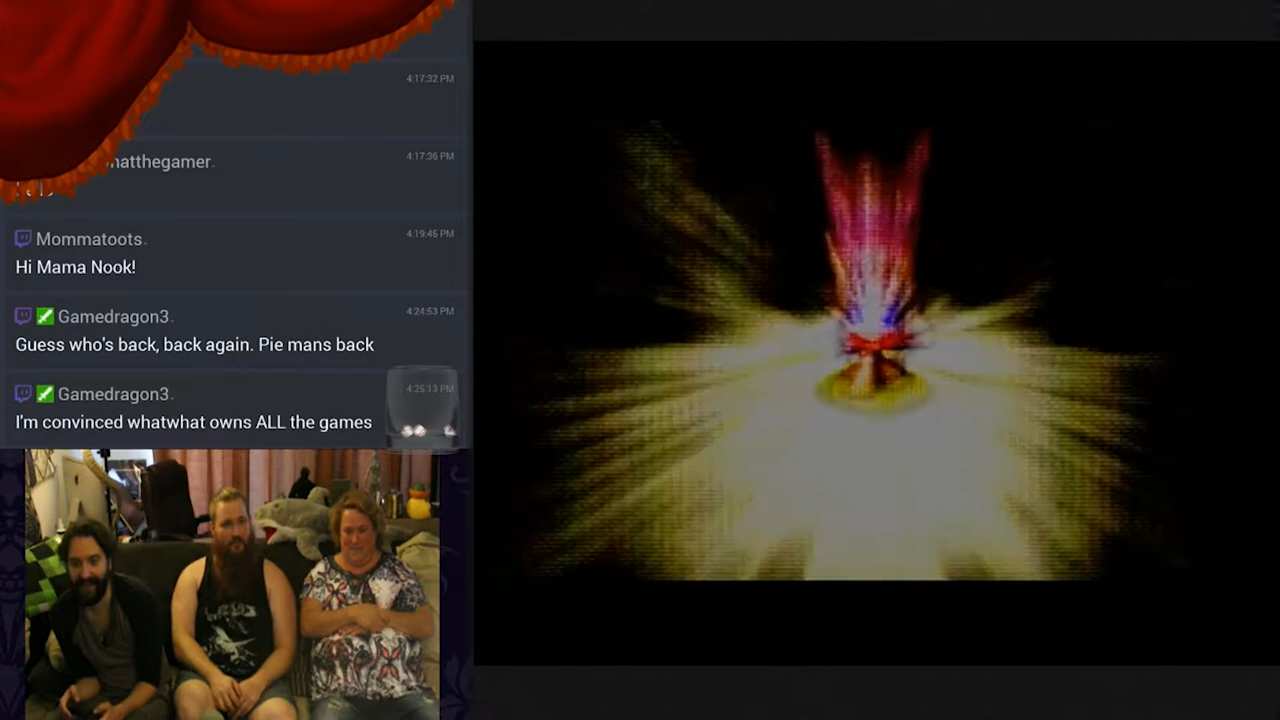 4:17:32 PM
hatthegamer. 4:17:36 PM
Mommatoots. 4:19:45 PM
Hi Mama Nook!
Gamedragon3. 4:24:53 PM
Guess who's back, back again. Pie mans back
Gamedragon3. 4:25:13 PM
I'm convinced whatwhat owns ALL the games